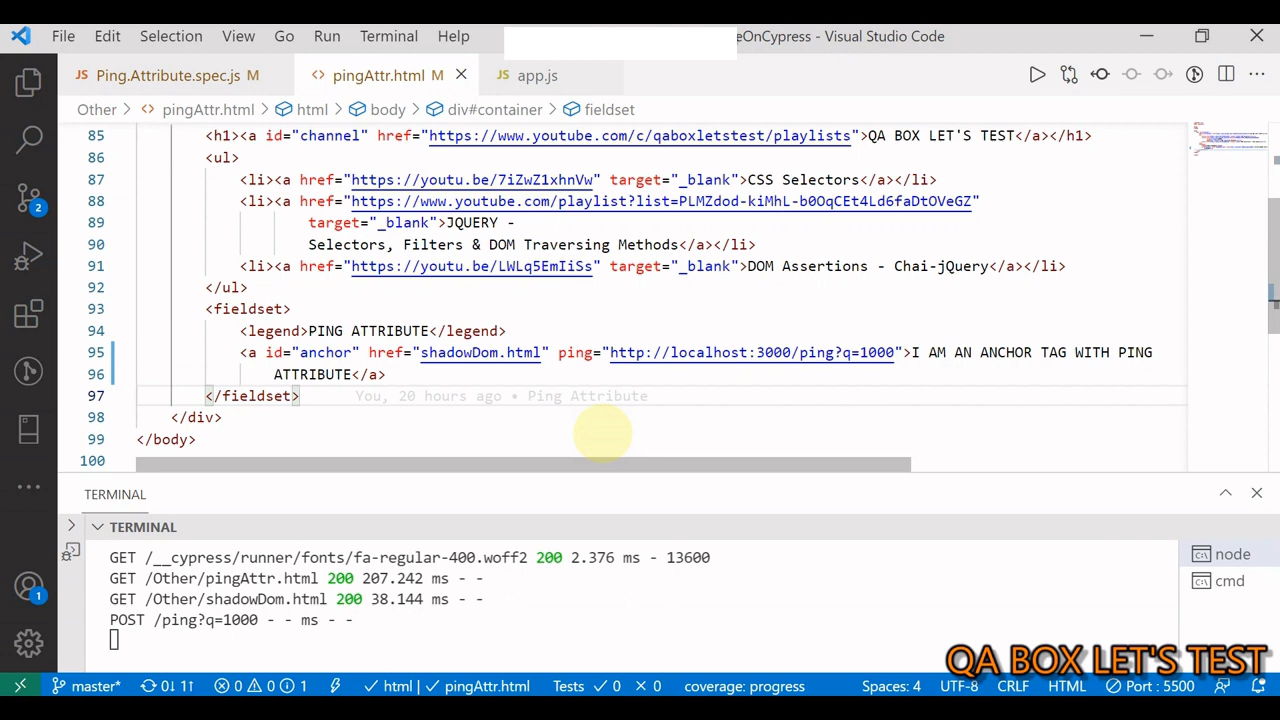 File Edit Selection View Go Run Terminal Help eOnCypress - Visual Studio Code
JS Ping.Attribute.spec.js M <> pingAttr.html M JS app.js
Other > <> pingAttr.html > html > body > div#container > fieldset
85 <h1><a id="channel" href="https://www.youtube.com/c/qaboxletstest/playlists">QA BOX LET'S TEST</a></h1>
86 <ul>
87 <li><a href="https://youtu.be/7iZwZ1xhnVw" target="_blank">CSS Selectors</a></li>
88 <li><a href="https://www.youtube.com/playlist?list=PLMZdod-kiMhL-b0OqCEt4Ld6faDtOVeGZ"
89 target="_blank">JQUERY -
90 Selectors, Filters & DOM Traversing Methods</a></li>
91 <li><a href="https://youtu.be/LWLq5EmIiSs" target="_blank">DOM Assertions - Chai-jQuery</a></li>
92 </ul>
93 <fieldset>
94 <legend>PING ATTRIBUTE</legend>
95 <a id="anchor" href="shadowDom.html" ping="http://localhost:3000/ping?q=1000">I AM AN ANCHOR TAG WITH PING
96 ATTRIBUTE</a>
97 </fieldset> You, 20 hours ago • Ping Attribute
98 </div>
99 </body>
100
TERMINAL
TERMINAL
GET /__cypress/runner/fonts/fa-regular-400.woff2 200 2.376 ms - 13600
GET /Other/pingAttr.html 200 207.242 ms - -
GET /Other/shadowDom.html 200 38.144 ms - -
POST /ping?q=1000 - - ms - -
node
cmd
2
1
QA BOX LET'S TEST
master* 0↓ 1↑ 0 0 1 html | pingAttr.html Tests 0 0 coverage: progress Spaces: 4 UTF-8 CRLF HTML Port : 5500